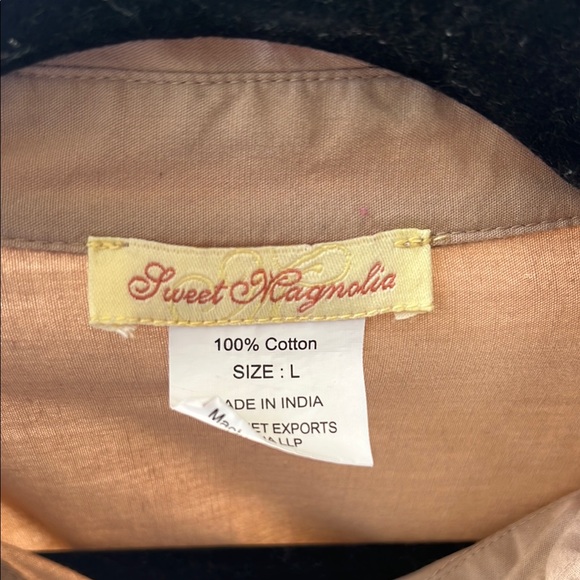 Sweet Magnolia
100% Cotton
SIZE : L
ADE IN INDIA
ET EXPORTS
LLP